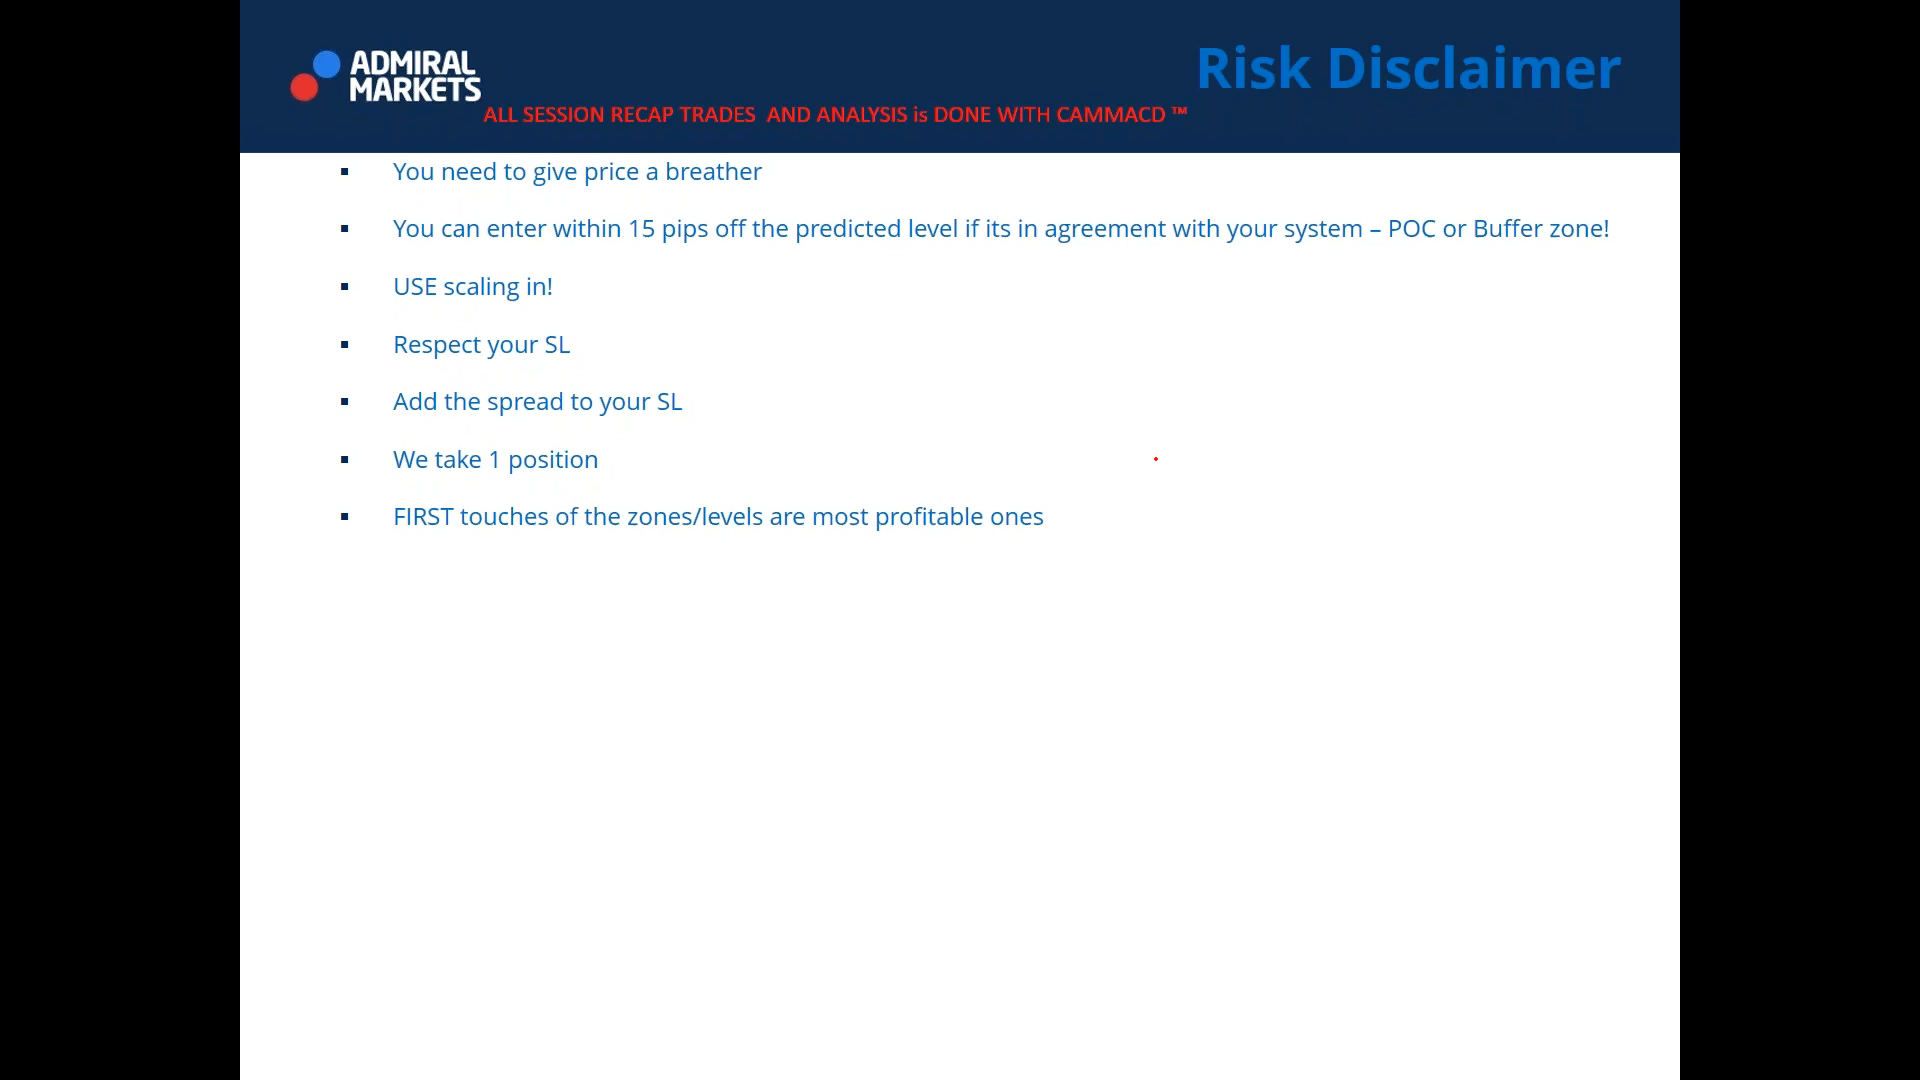 ADMIRAL
MARKETS
Risk Disclaimer
ALL SESSION RECAP TRADES  AND ANALYSIS is DONE WITH CAMMACD ™
▪ You need to give price a breather
▪ You can enter within 15 pips off the predicted level if its in agreement with your system – POC or Buffer zone!
▪ USE scaling in!
▪ Respect your SL
▪ Add the spread to your SL
▪ We take 1 position
▪ FIRST touches of the zones/levels are most profitable ones